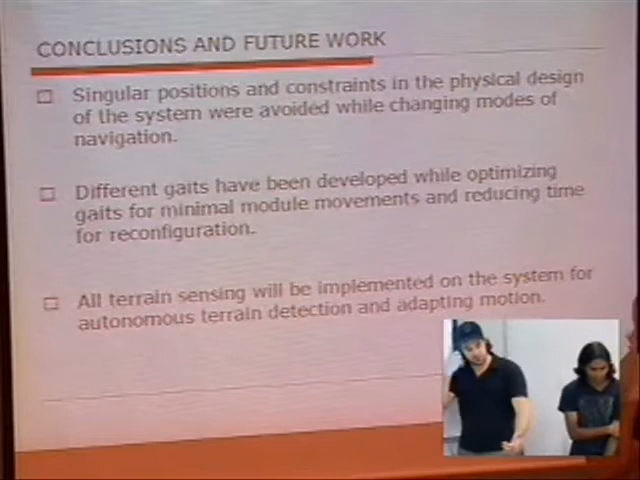 CONCLUSIONS AND FUTURE WORK
Singular positions and constraints in the physical design
of the system were avoided while changing modes of
navigation.
Different gaits have been developed while optimizing
gaits for minimal module movements and reducing time
for reconfiguration.
All terrain sensing will be implemented on the system for
autonomous terrain detection and adapting motion.